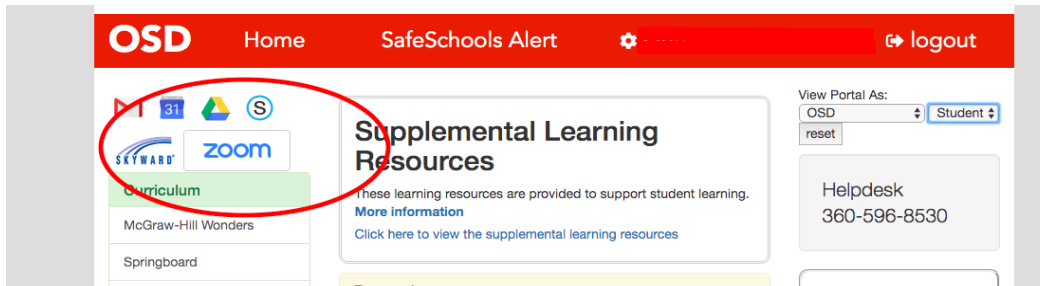 OSD Home SafeSchools Alert logout
31 S
SKYWARD zoom
Curriculum
McGraw-Hill Wonders
Springboard
Supplemental Learning
Resources
These learning resources are provided to support student learning.
More information
Click here to view the supplemental learning resources
View Portal As:
OSD Student
reset
Helpdesk
360-596-8530